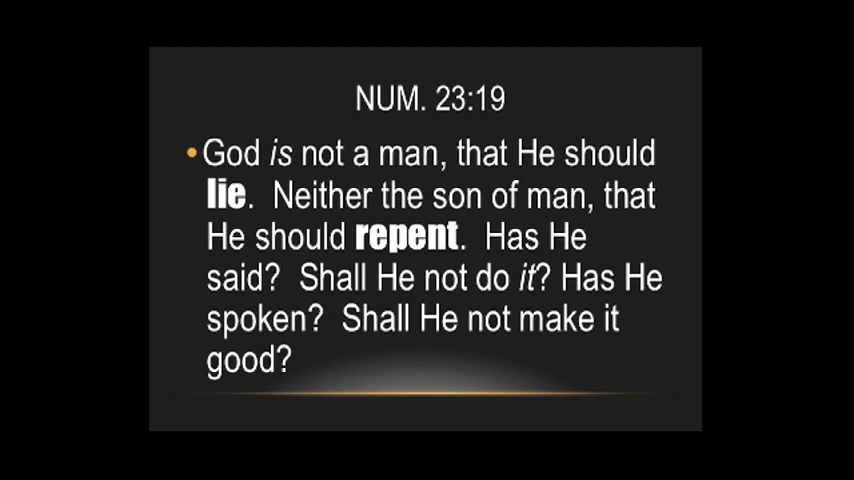 NUM. 23:19
•God is not a man, that He should
lie.  Neither the son of man, that
He should repent.  Has He
said?  Shall He not do it? Has He
spoken?  Shall He not make it
good?